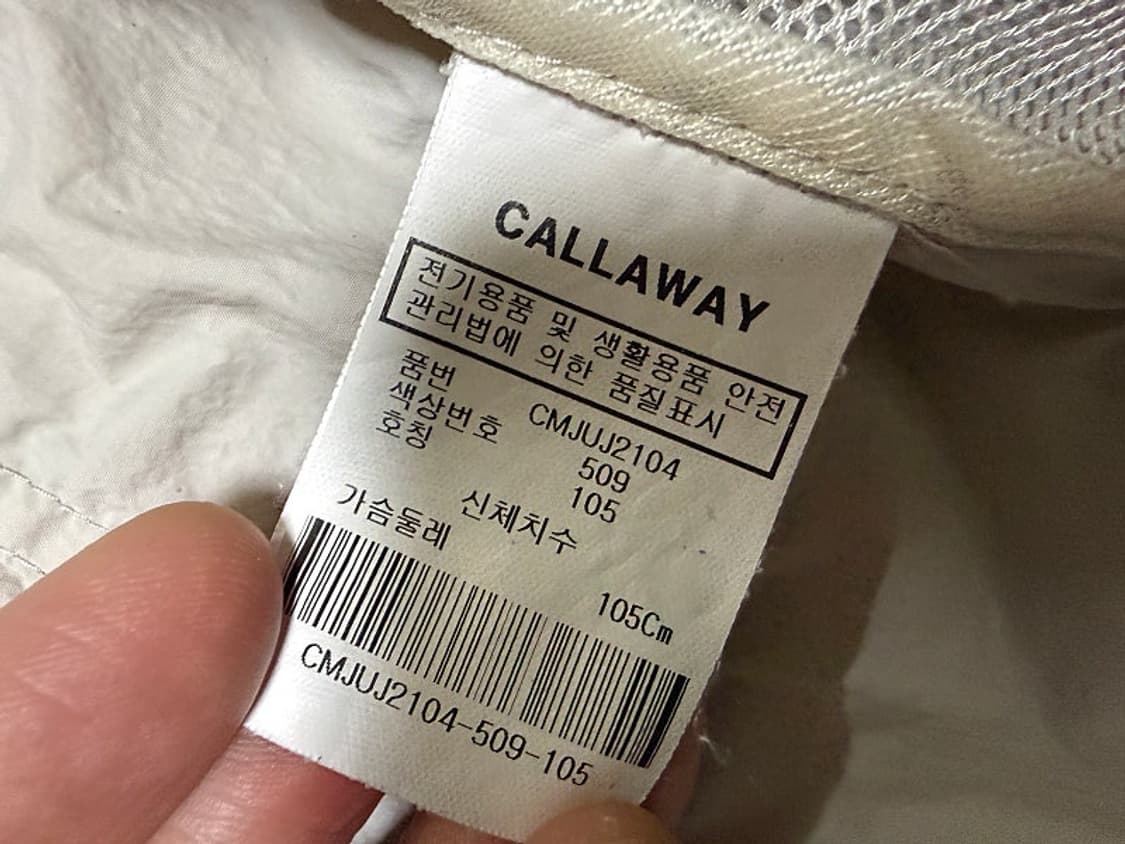 CALLAWAY
전기용품 및 생활용품 안전
관리법에 의한 품질표시
품번 CMJUJ2104
색상번호 509
호칭 105
신체치수
가슴둘레 105Cm
CMJUJ2104-509-105